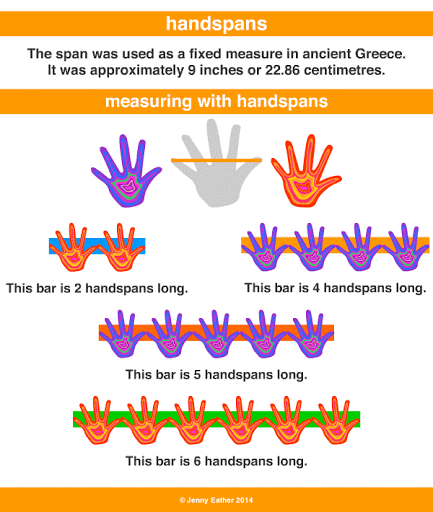 handspans
The span was used as a fixed measure in ancient Greece.
It was approximately 9 inches or 22.86 centimetres.
measuring with handspans
This bar is 2 handspans long.
This bar is 4 handspans long.
This bar is 5 handspans long.
This bar is 6 handspans long.
© Jenny Eather 2014